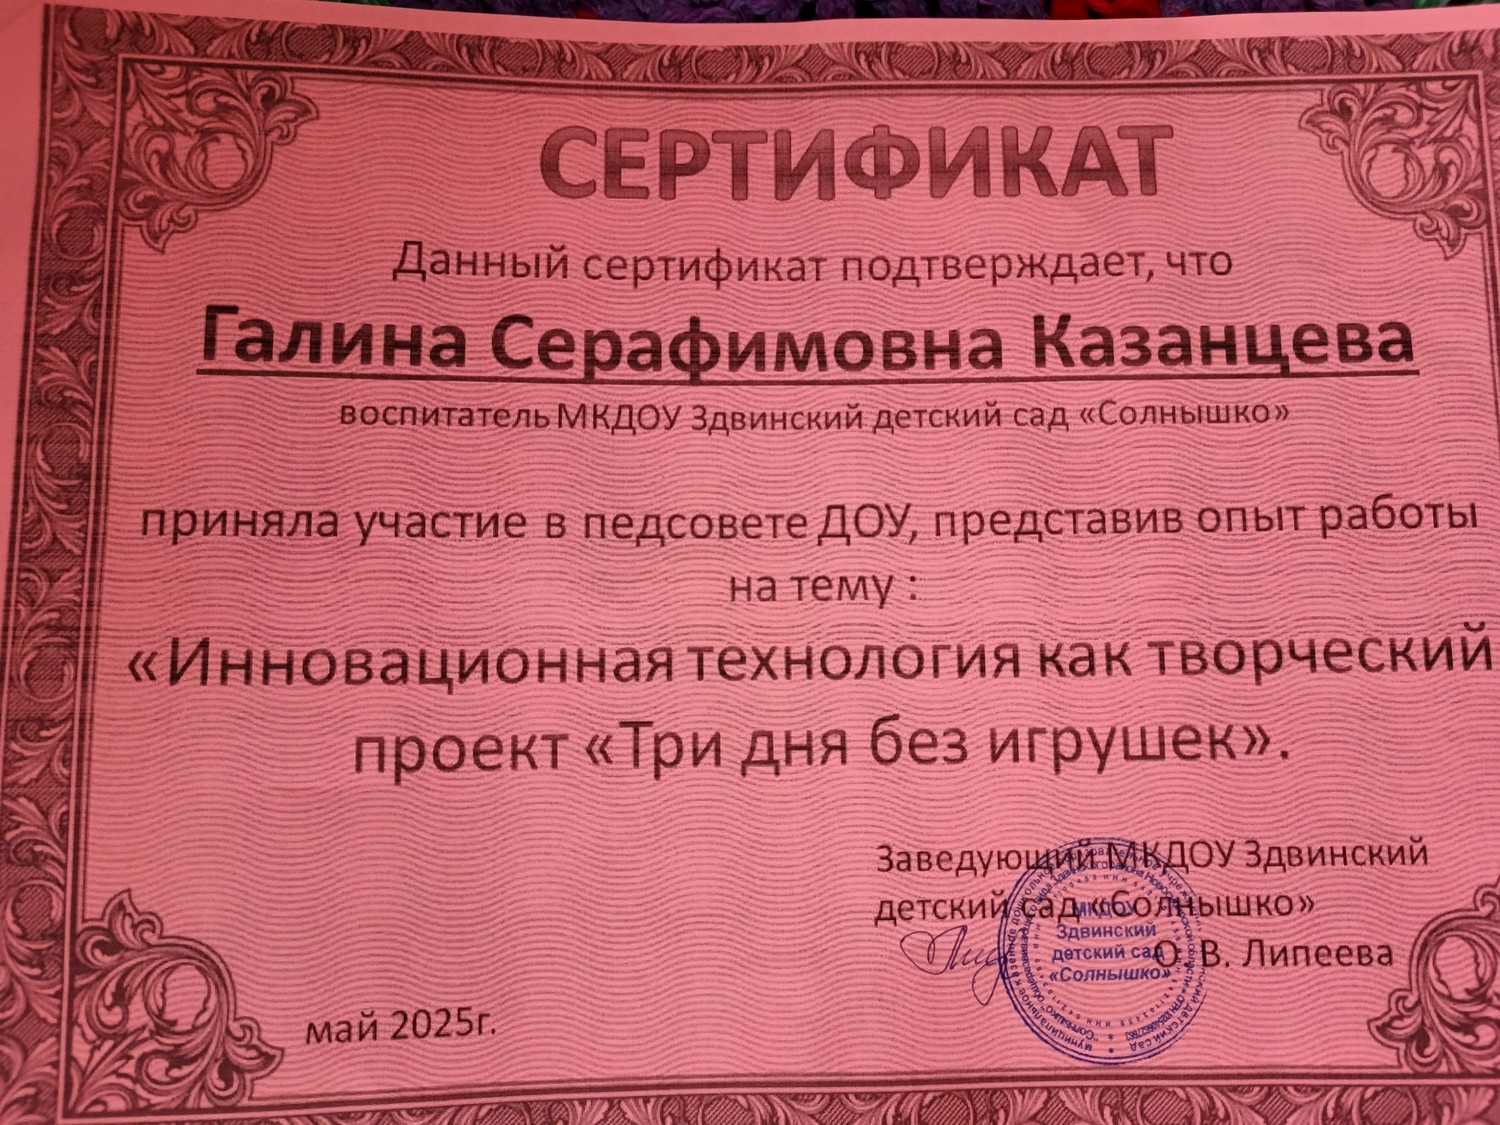 СЕРТИФИКАТ
Данный сертификат подтверждает, что
Галина Серафимовна Казанцева
воспитатель МКДОУ Здвинский детский сад «Солнышко»
приняла участие в педсовете ДОУ, представив опыт работы
на тему :
«Инновационная технология как творческий
проект «Три дня без игрушек».
Заведующий МКДОУ Здвинский
детский сад «Солнышко»
О. В. Липеева
МКДОУ
Здвинский
детский сад
«Солнышко»
май 2025г.